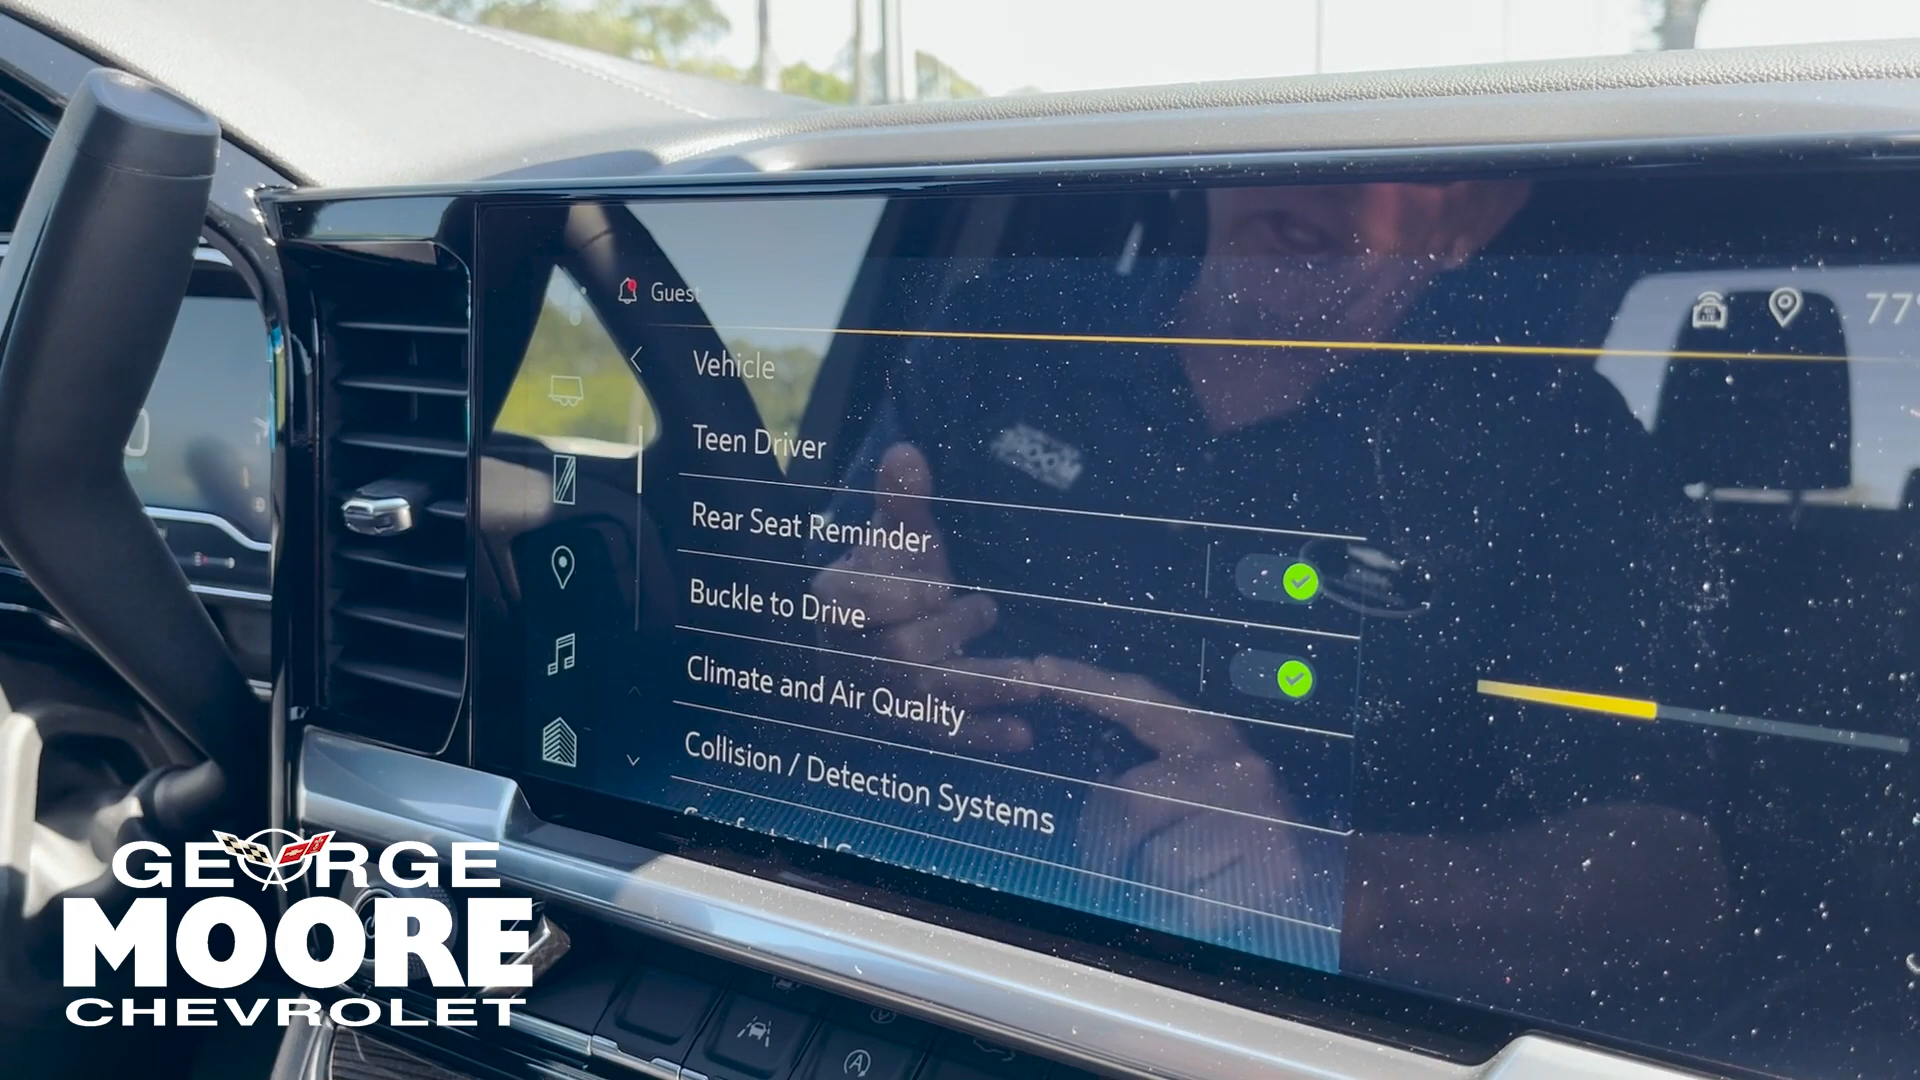 Guest
77°
Vehicle
Teen Driver
Rear Seat Reminder
Buckle to Drive
Climate and Air Quality
Collision / Detection Systems
GEORGE
MOORE
CHEVROLET